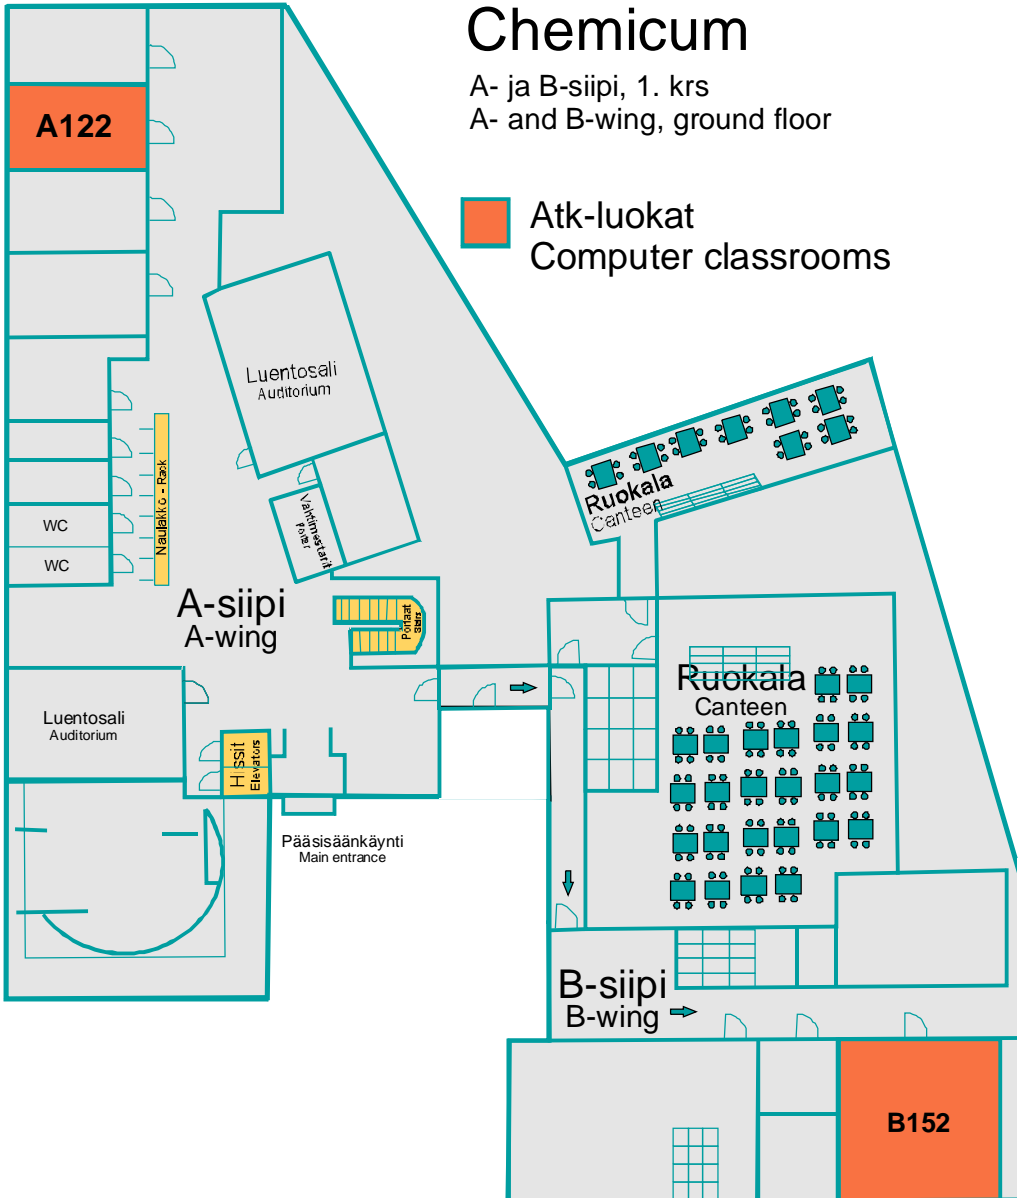 Chemicum
A- ja B-siipi, 1. krs
A- and B-wing, ground floor
A122
Atk-luokat
Computer classrooms
Luentosali
Auditorium
Ruokala
Canteen
Naulakko - Rack
Vahtimestarit
Porter
WC
WC
A-siipi
A-wing
Portaat
Stairs
Ruokala
Canteen
Luentosali
Auditorium
Hissit
Elevators
Pääsisäänkäynti
Main entrance
B-siipi
B-wing
B152